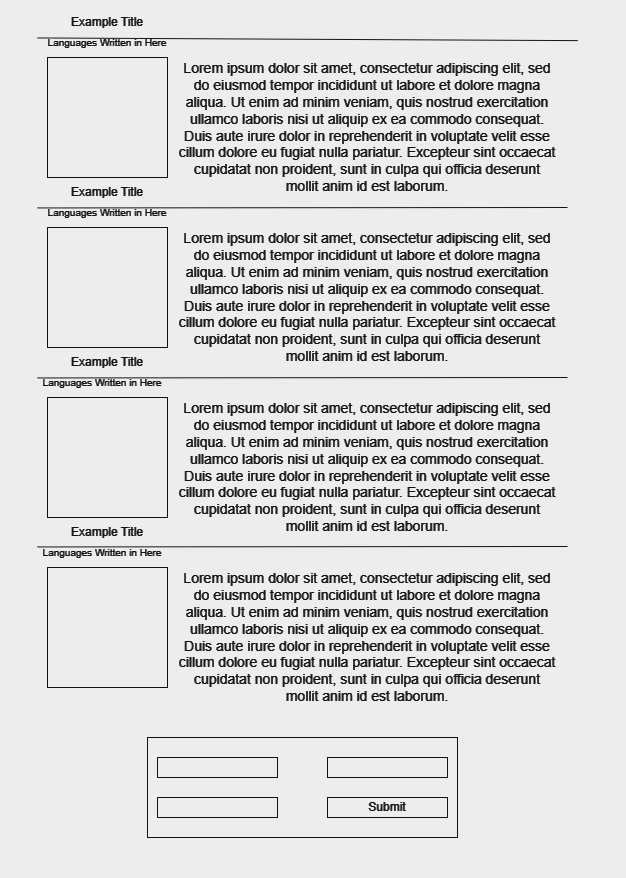 Example Title
Languages Written in Here
Lorem ipsum dolor sit amet, consectetur adipiscing elit, sed
do eiusmod tempor incididunt ut labore et dolore magna
aliqua. Ut enim ad minim veniam, quis nostrud exercitation
ullamco laboris nisi ut aliquip ex ea commodo consequat.
Duis aute irure dolor in reprehenderit in voluptate velit esse
cillum dolore eu fugiat nulla pariatur. Excepteur sint occaecat
cupidatat non proident, sunt in culpa qui officia deserunt
mollit anim id est laborum.
Example Title
Languages Written in Here
Lorem ipsum dolor sit amet, consectetur adipiscing elit, sed
do eiusmod tempor incididunt ut labore et dolore magna
aliqua. Ut enim ad minim veniam, quis nostrud exercitation
ullamco laboris nisi ut aliquip ex ea commodo consequat.
Duis aute irure dolor in reprehenderit in voluptate velit esse
cillum dolore eu fugiat nulla pariatur. Excepteur sint occaecat
cupidatat non proident, sunt in culpa qui officia deserunt
mollit anim id est laborum.
Example Title
Languages Written in Here
Lorem ipsum dolor sit amet, consectetur adipiscing elit, sed
do eiusmod tempor incididunt ut labore et dolore magna
aliqua. Ut enim ad minim veniam, quis nostrud exercitation
ullamco laboris nisi ut aliquip ex ea commodo consequat.
Duis aute irure dolor in reprehenderit in voluptate velit esse
cillum dolore eu fugiat nulla pariatur. Excepteur sint occaecat
cupidatat non proident, sunt in culpa qui officia deserunt
mollit anim id est laborum.
Example Title
Languages Written in Here
Lorem ipsum dolor sit amet, consectetur adipiscing elit, sed
do eiusmod tempor incididunt ut labore et dolore magna
aliqua. Ut enim ad minim veniam, quis nostrud exercitation
ullamco laboris nisi ut aliquip ex ea commodo consequat.
Duis aute irure dolor in reprehenderit in voluptate velit esse
cillum dolore eu fugiat nulla pariatur. Excepteur sint occaecat
cupidatat non proident, sunt in culpa qui officia deserunt
mollit anim id est laborum.
Submit